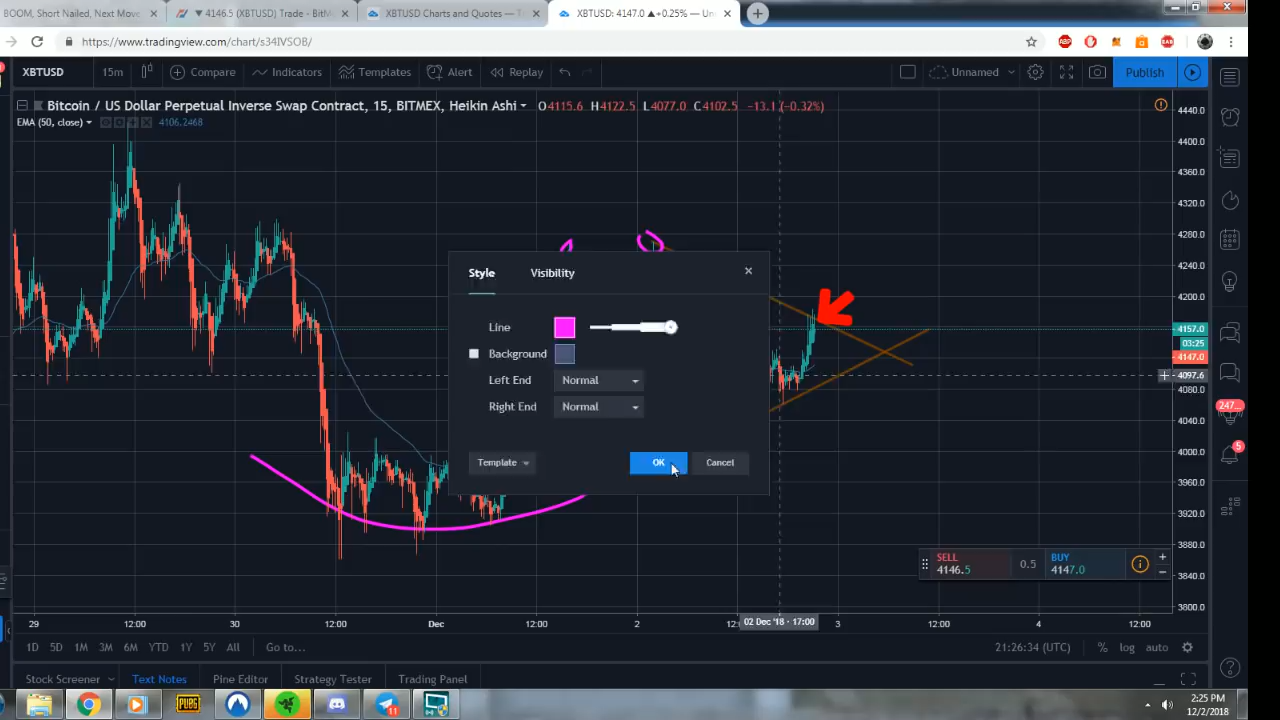 BOOM, Short Nailed, Next Move
▼ 4146.5 (XBTUSD) Trade - BitM
XBTUSD Charts and Quotes — T
XBTUSD: 4147.0 ▲+0.25% — Un
https://www.tradingview.com/chart/s34IVSOB/
ABP
EAR
XBTUSD
15m
Compare
Indicators
Templates
Alert
Replay
Unnamed
Publish
Bitcoin / US Dollar Perpetual Inverse Swap Contract, 15, BITMEX, Heikin Ashi
O4115.6 H4122.5 L4077.0 C4102.5 −13.1 (−0.32%)
EMA (50, close)
4106.2468
4440.0
4400.0
4360.0
4320.0
4280.0
4240.0
4200.0
4157.0
03:25
4147.0
4097.6
4080.0
4040.0
4000.0
3960.0
3920.0
3880.0
3840.0
3800.0
Style
Visibility
Line
Background
Left End
Normal
Right End
Normal
Template
OK
Cancel
SELL
4146.5
0.5
BUY
4147.0
247...
5
29
12:00
30
12:00
Dec
12:00
2
12:
02 Dec '18 - 17:00
3
12:00
4
12:00
1D 5D 1M 3M 6M YTD 1Y 5Y All
Go to...
21:26:34 (UTC)
%
log
auto
Stock Screener
Text Notes
Pine Editor
Strategy Tester
Trading Panel
PUBG
11
2:25 PM
12/2/2018